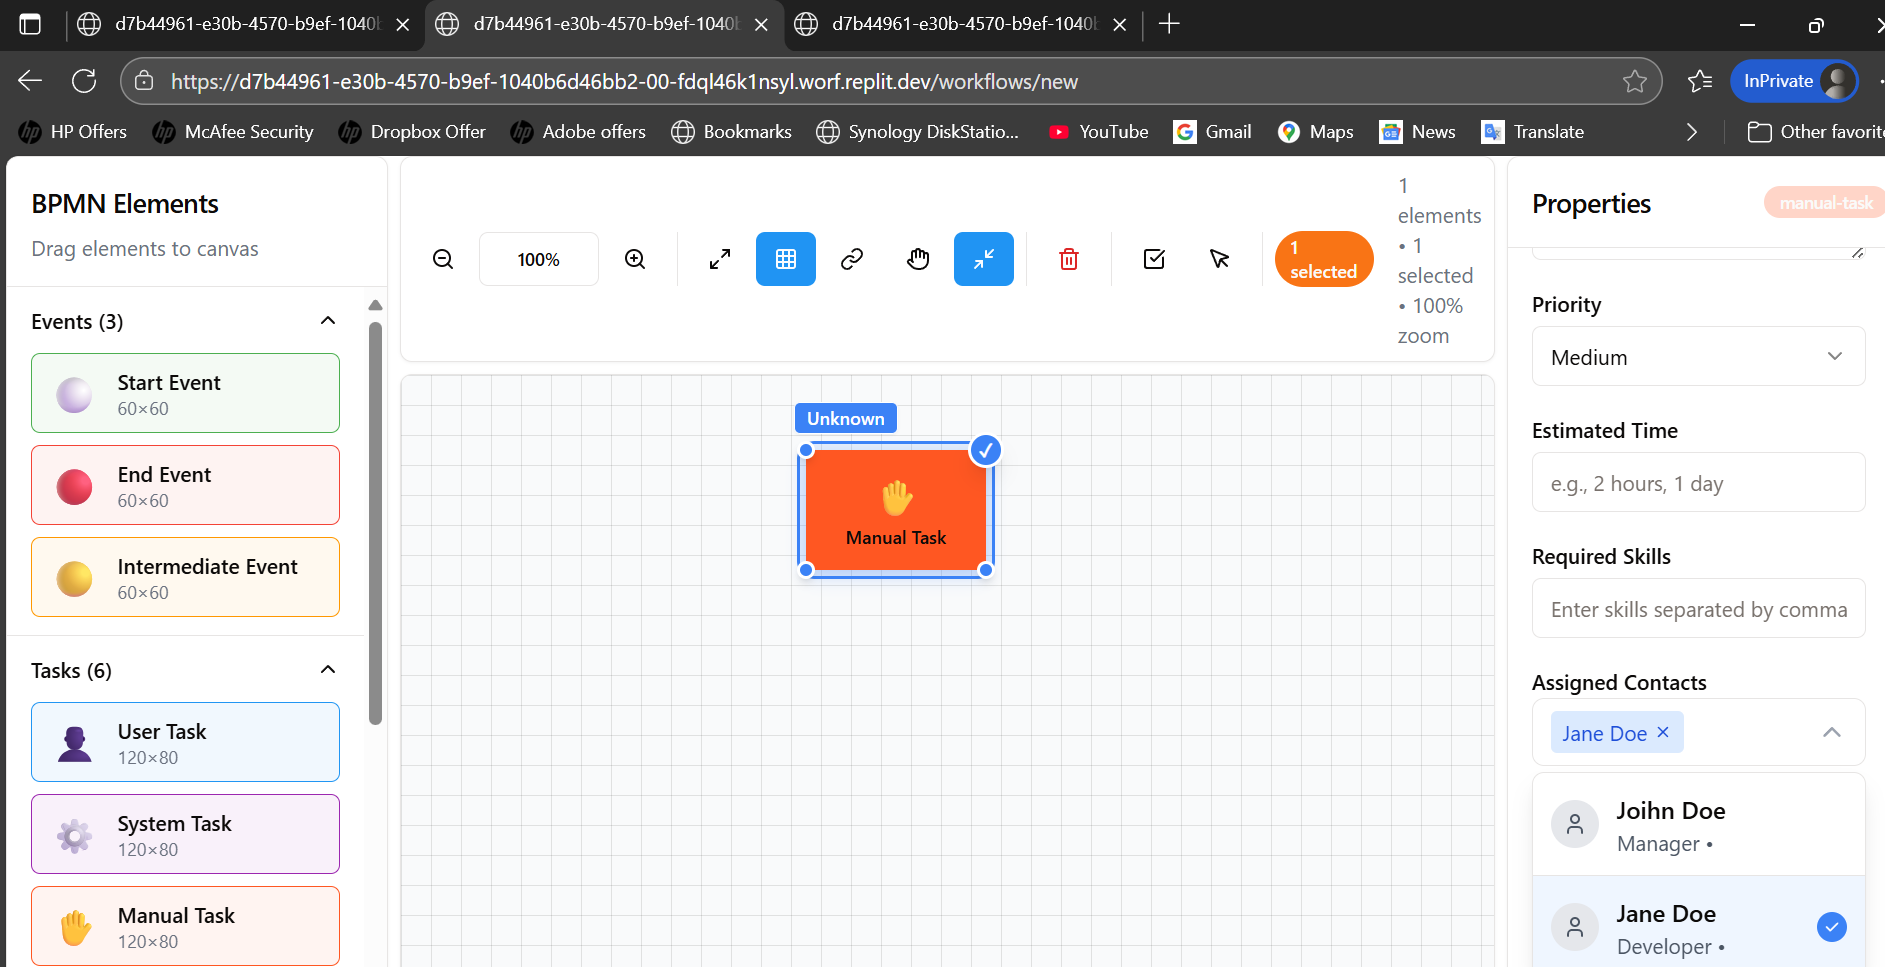 d7b44961-e30b-4570-b9ef-1040b
d7b44961-e30b-4570-b9ef-1040b
d7b44961-e30b-4570-b9ef-1040b
https://d7b44961-e30b-4570-b9ef-1040b6d46bb2-00-fdql46k1nsyl.worf.replit.dev/workflows/new
InPrivate
HP Offers
McAfee Security
Dropbox Offer
Adobe offers
Bookmarks
Synology DiskStatio...
YouTube
Gmail
Maps
News
Translate
Other favorite
BPMN Elements
Drag elements to canvas
Events (3)
Start Event
60×60
End Event
60×60
Intermediate Event
60×60
Tasks (6)
User Task
120×80
System Task
120×80
Manual Task
120×80
100%
1
selected
1
elements
• 1
selected
• 100%
zoom
Unknown
Manual Task
Properties
manual-task
Priority
Medium
Estimated Time
e.g., 2 hours, 1 day
Required Skills
Enter skills separated by comma
Assigned Contacts
Jane Doe
Joihn Doe
Manager •
Jane Doe
Developer •